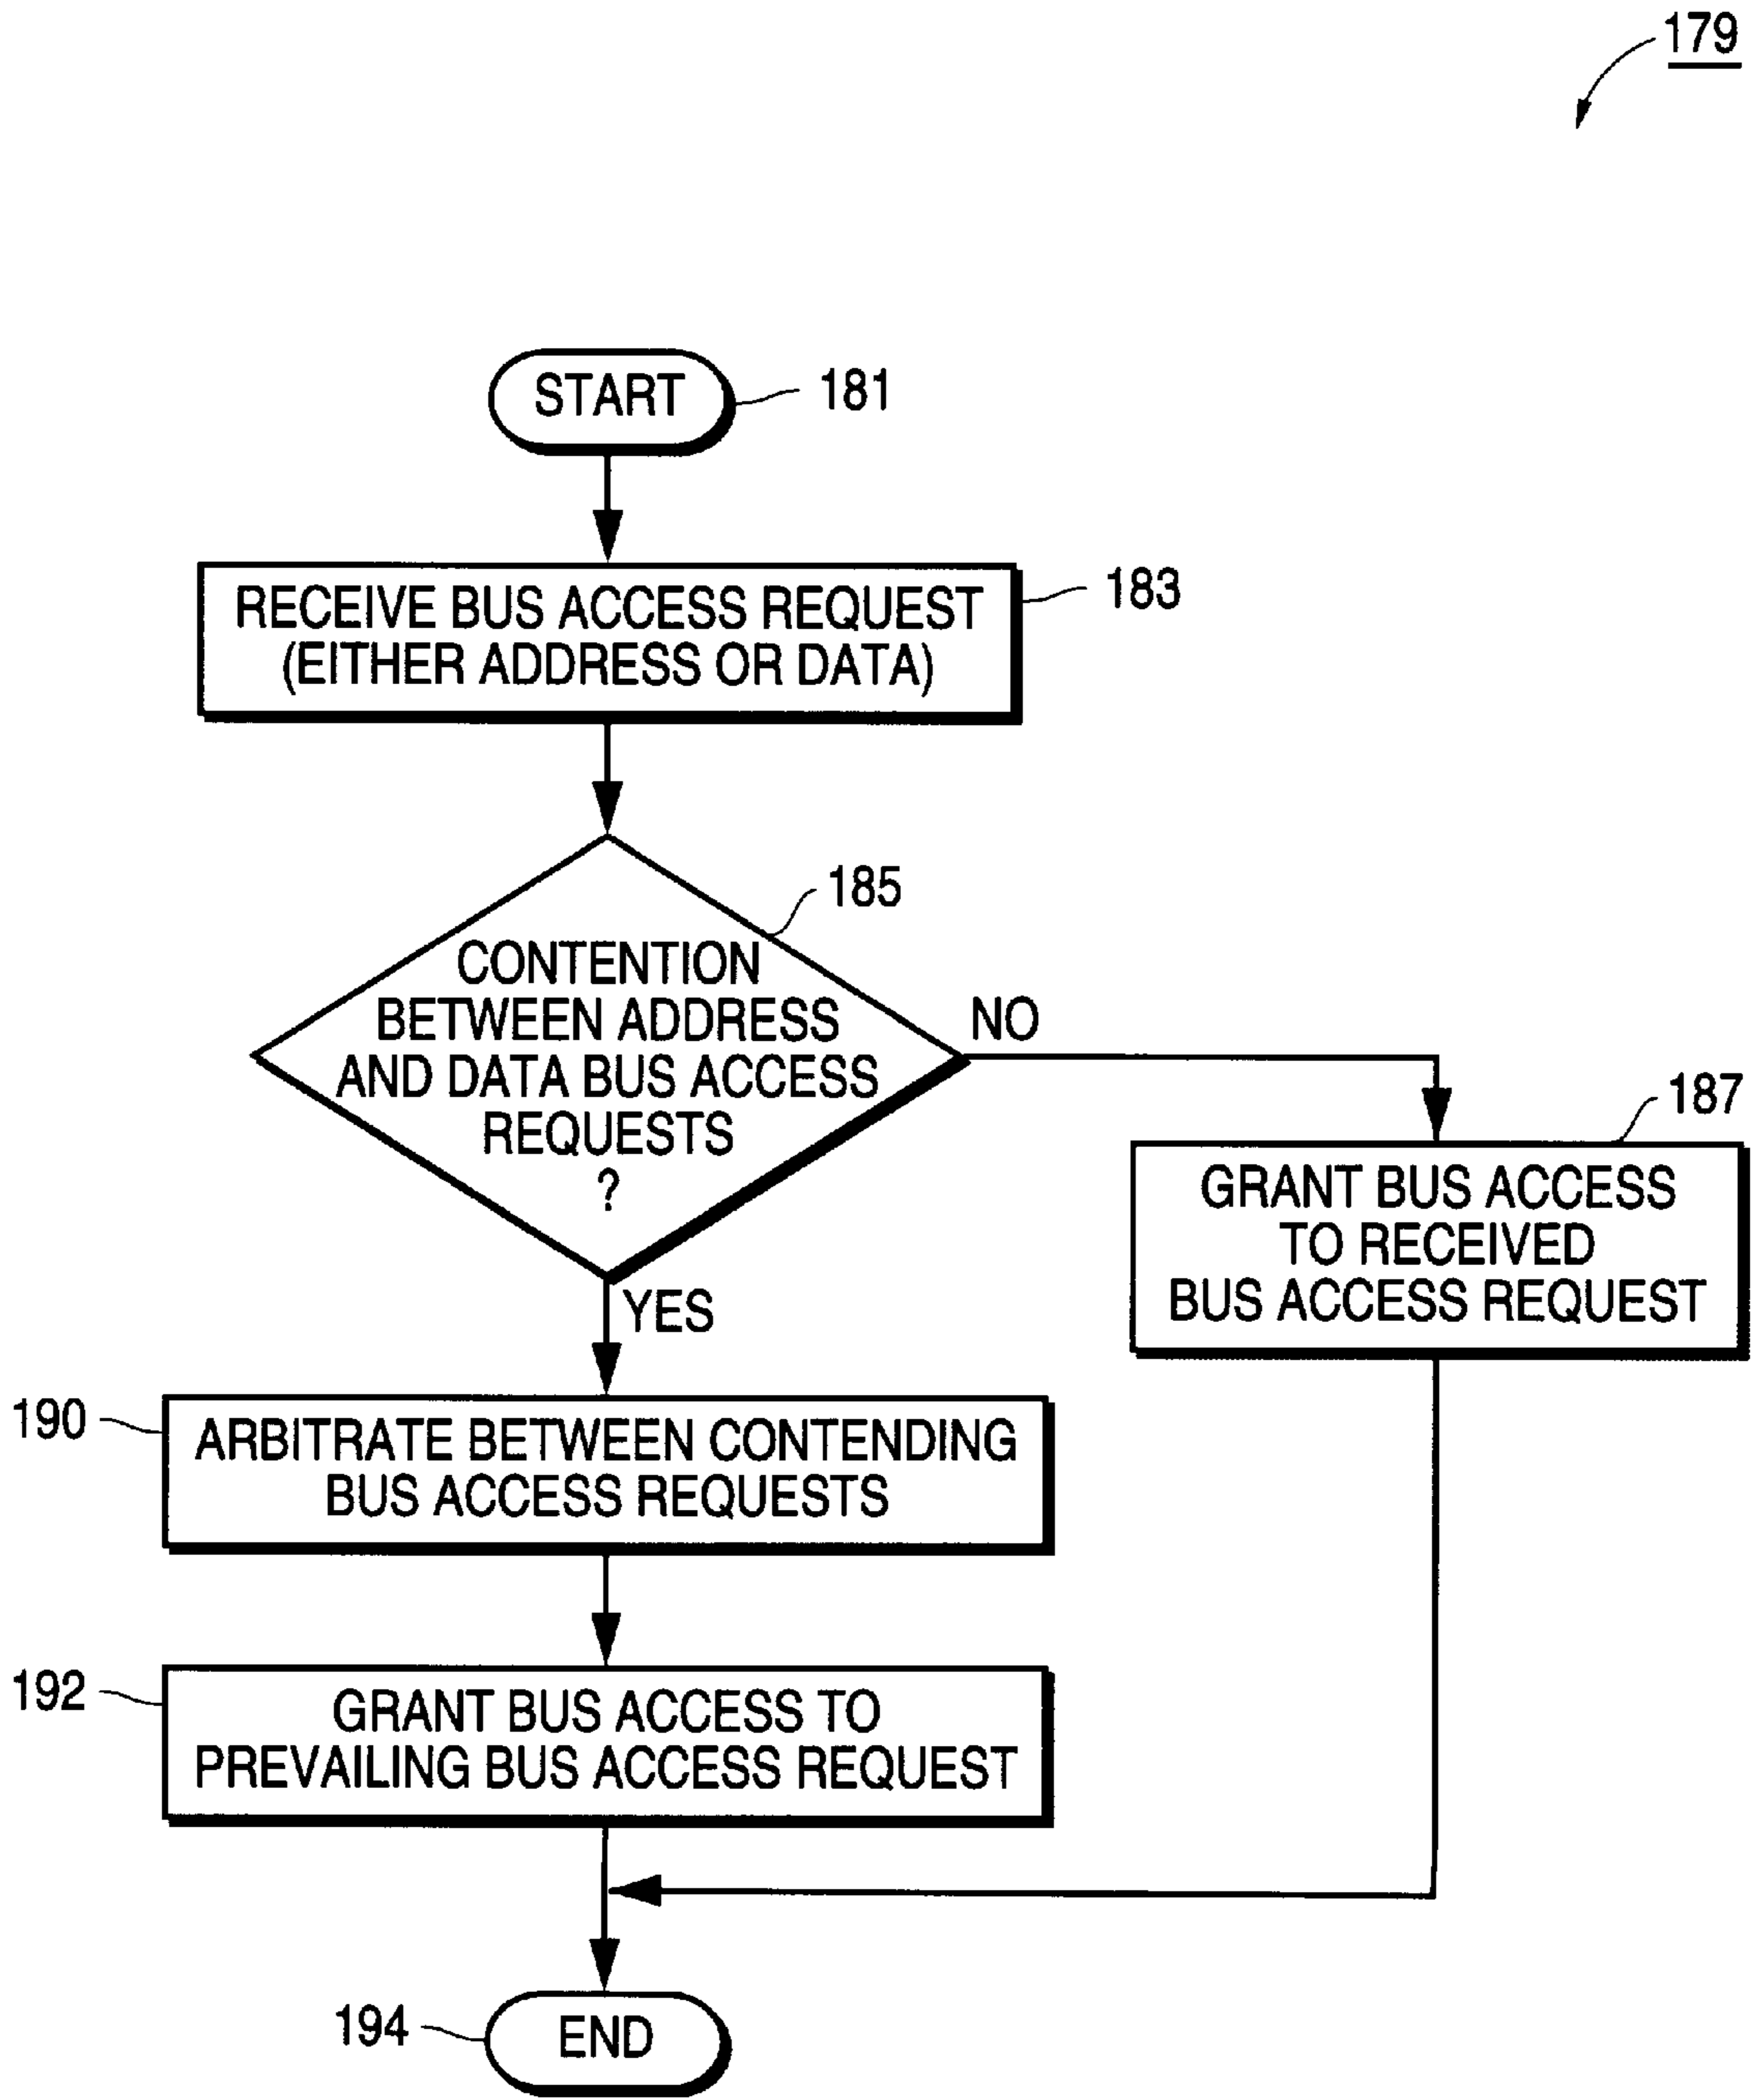 179
START
181
RECEIVE BUS ACCESS REQUEST
(EITHER ADDRESS OR DATA)
183
185
CONTENTION
BETWEEN ADDRESS
AND DATA BUS ACCESS
REQUESTS
?
NO
187
GRANT BUS ACCESS
TO RECEIVED
BUS ACCESS REQUEST
YES
190
ARBITRATE BETWEEN CONTENDING
BUS ACCESS REQUESTS
192
GRANT BUS ACCESS TO
PREVAILING BUS ACCESS REQUEST
194
END